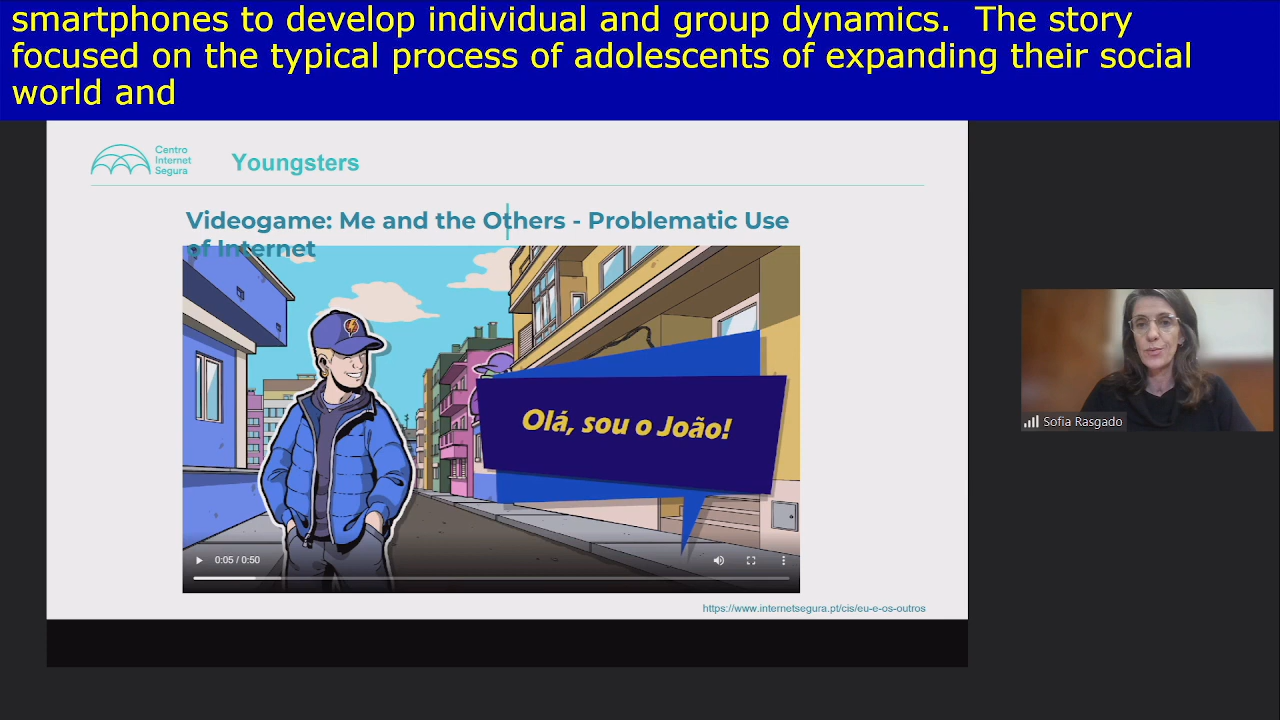 smartphones to develop individual and group dynamics. The story
focused on the typical process of adolescents of expanding their social
world and
Centro
Internet
Segura
Youngsters
Videogame: Me and the Others - Problematic Use
of Internet
Olá, sou o João!
0:05 / 0:50
https://www.internetsegura.pt/cis/eu-e-os-outros
Sofia Rasgado